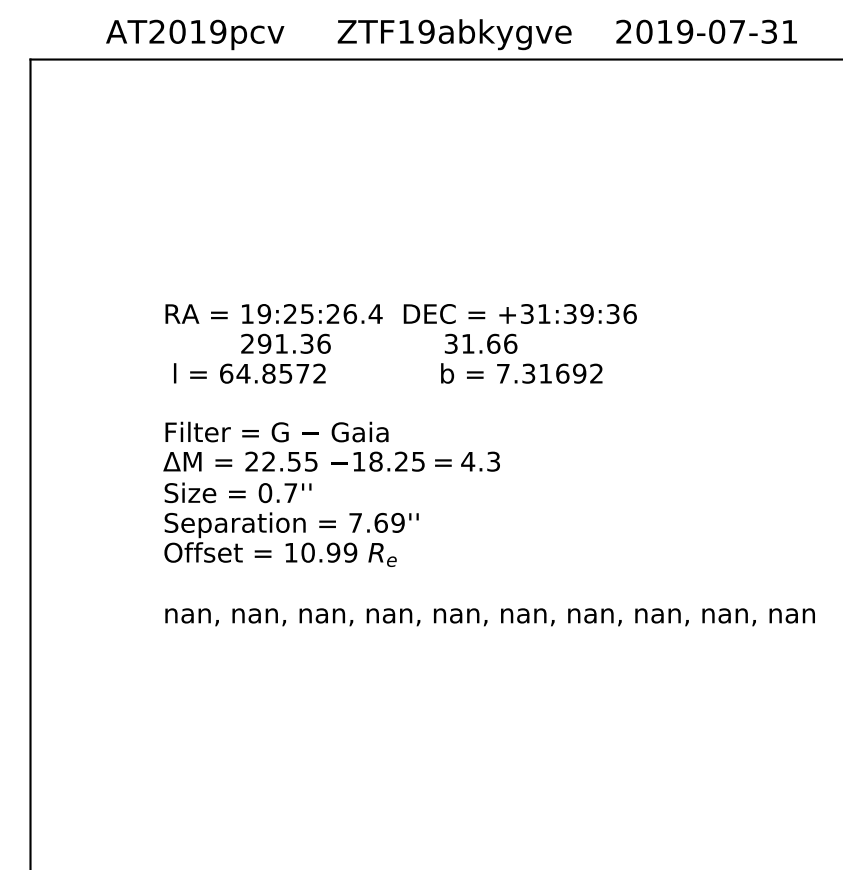 AT2019pcv ZTF19abkygve 2019-07-31
RA = 19:25:26.4 DEC = +31:39:36
291.36 31.66
l = 64.8572 b = 7.31692
Filter = G − Gaia
ΔM = 22.55 −18.25 = 4.3
Size = 0.7''
Separation = 7.69''
Offset = 10.99 Re
nan, nan, nan, nan, nan, nan, nan, nan, nan, nan